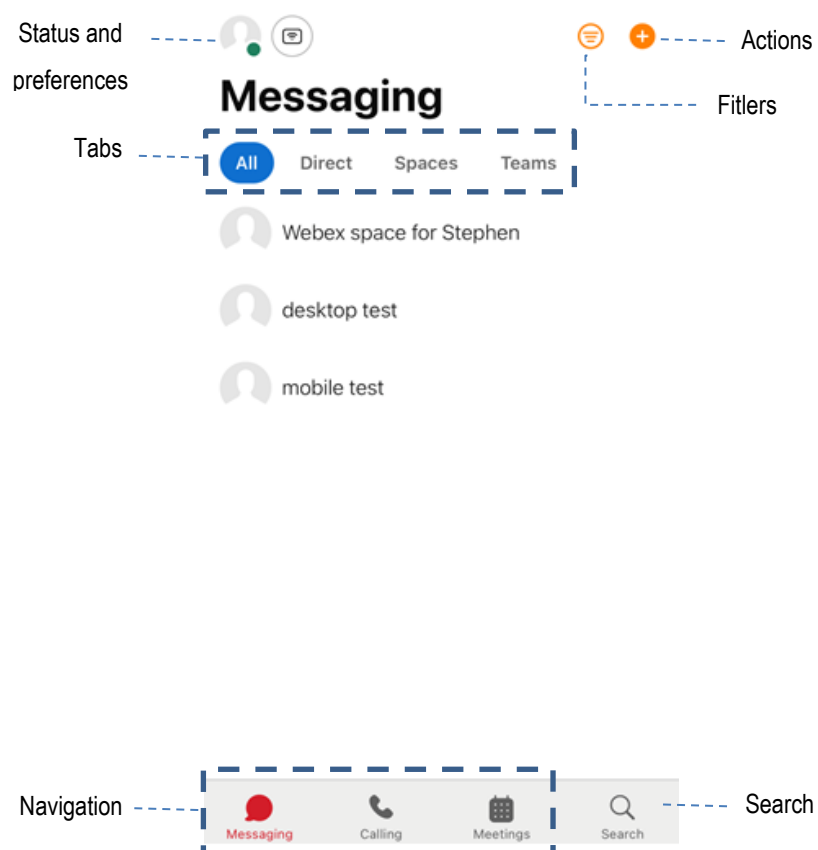 Status and
preferences
Actions
Fitlers
Messaging
Tabs
All Direct Spaces Teams
Webex space for Stephen
desktop test
mobile test
Navigation
Messaging Calling Meetings Search
Search